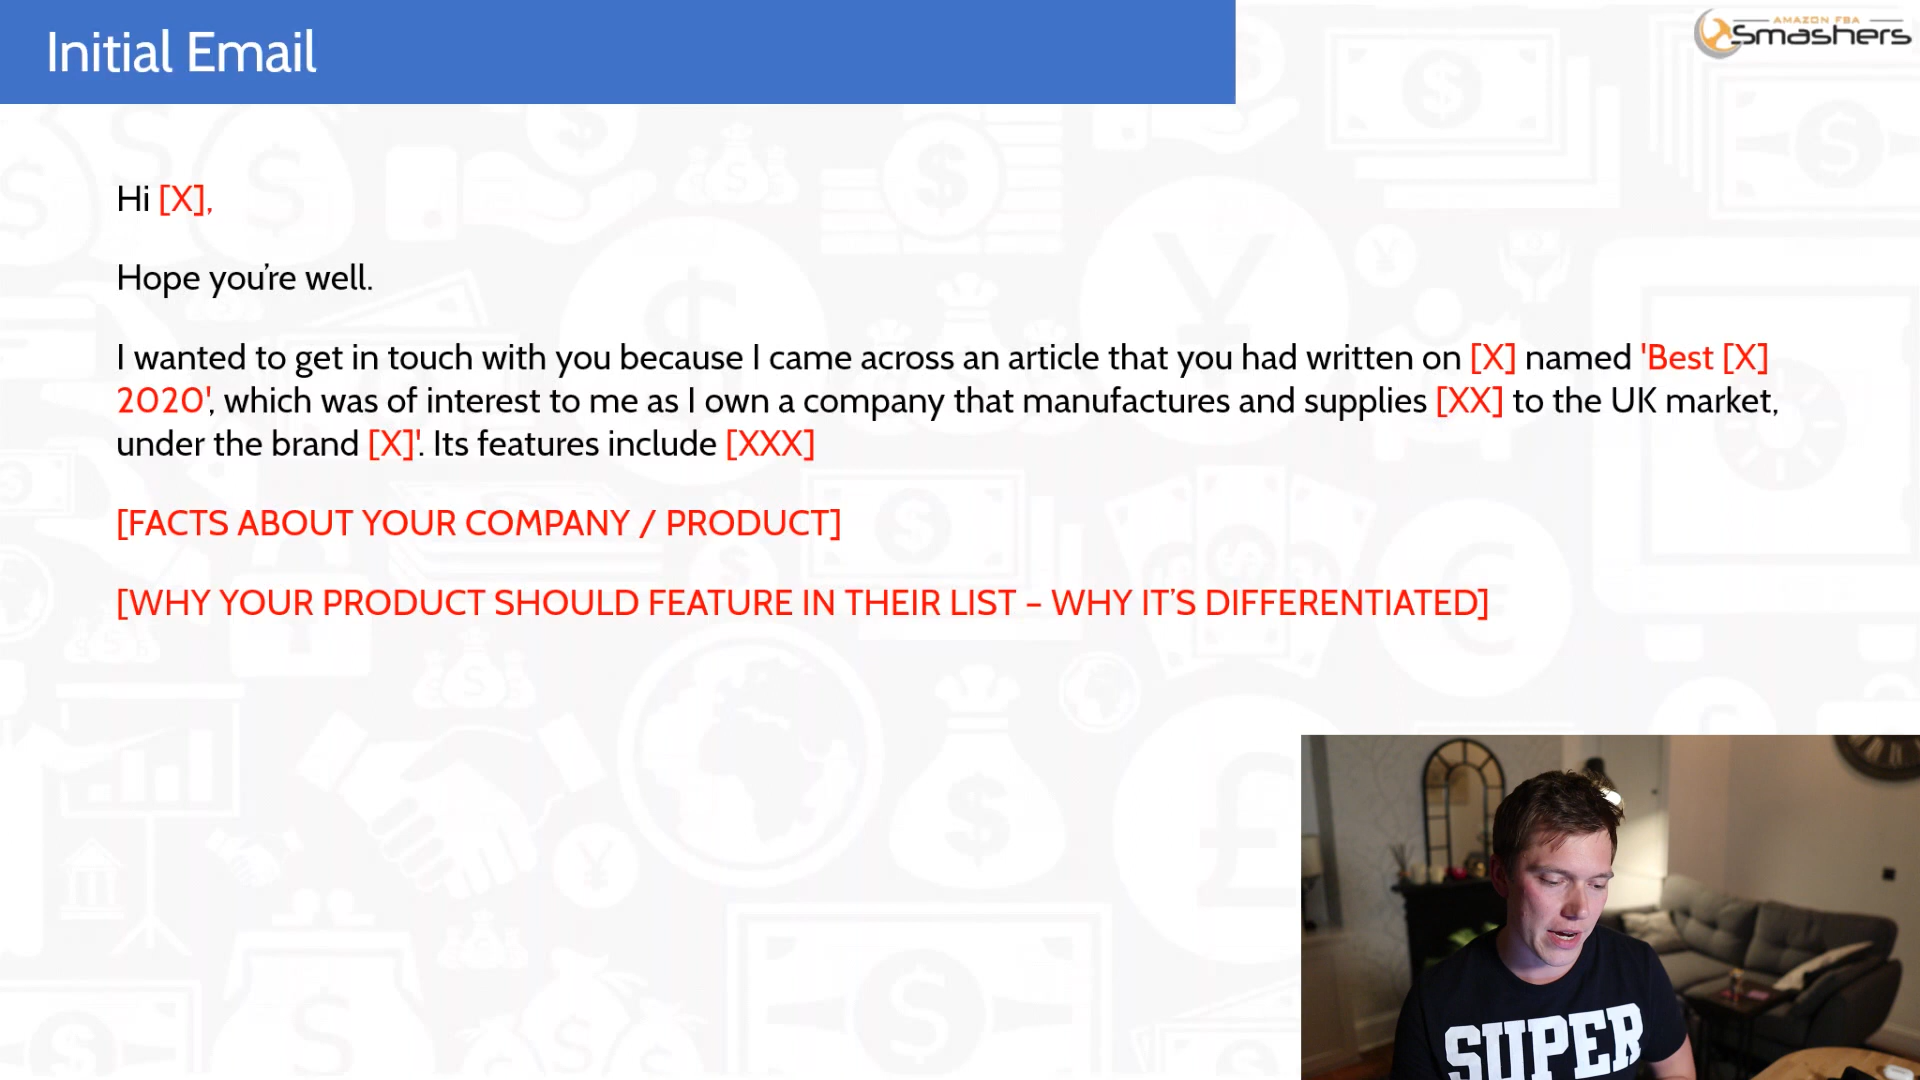 Initial Email
AMAZON FBA
Smashers
Hi [X],
Hope you're well.
I wanted to get in touch with you because I came across an article that you had written on [X] named 'Best [X]
2020', which was of interest to me as I own a company that manufactures and supplies [XX] to the UK market,
under the brand [X]'. Its features include [XXX]
[FACTS ABOUT YOUR COMPANY / PRODUCT]
[WHY YOUR PRODUCT SHOULD FEATURE IN THEIR LIST – WHY IT'S DIFFERENTIATED]
SUPER